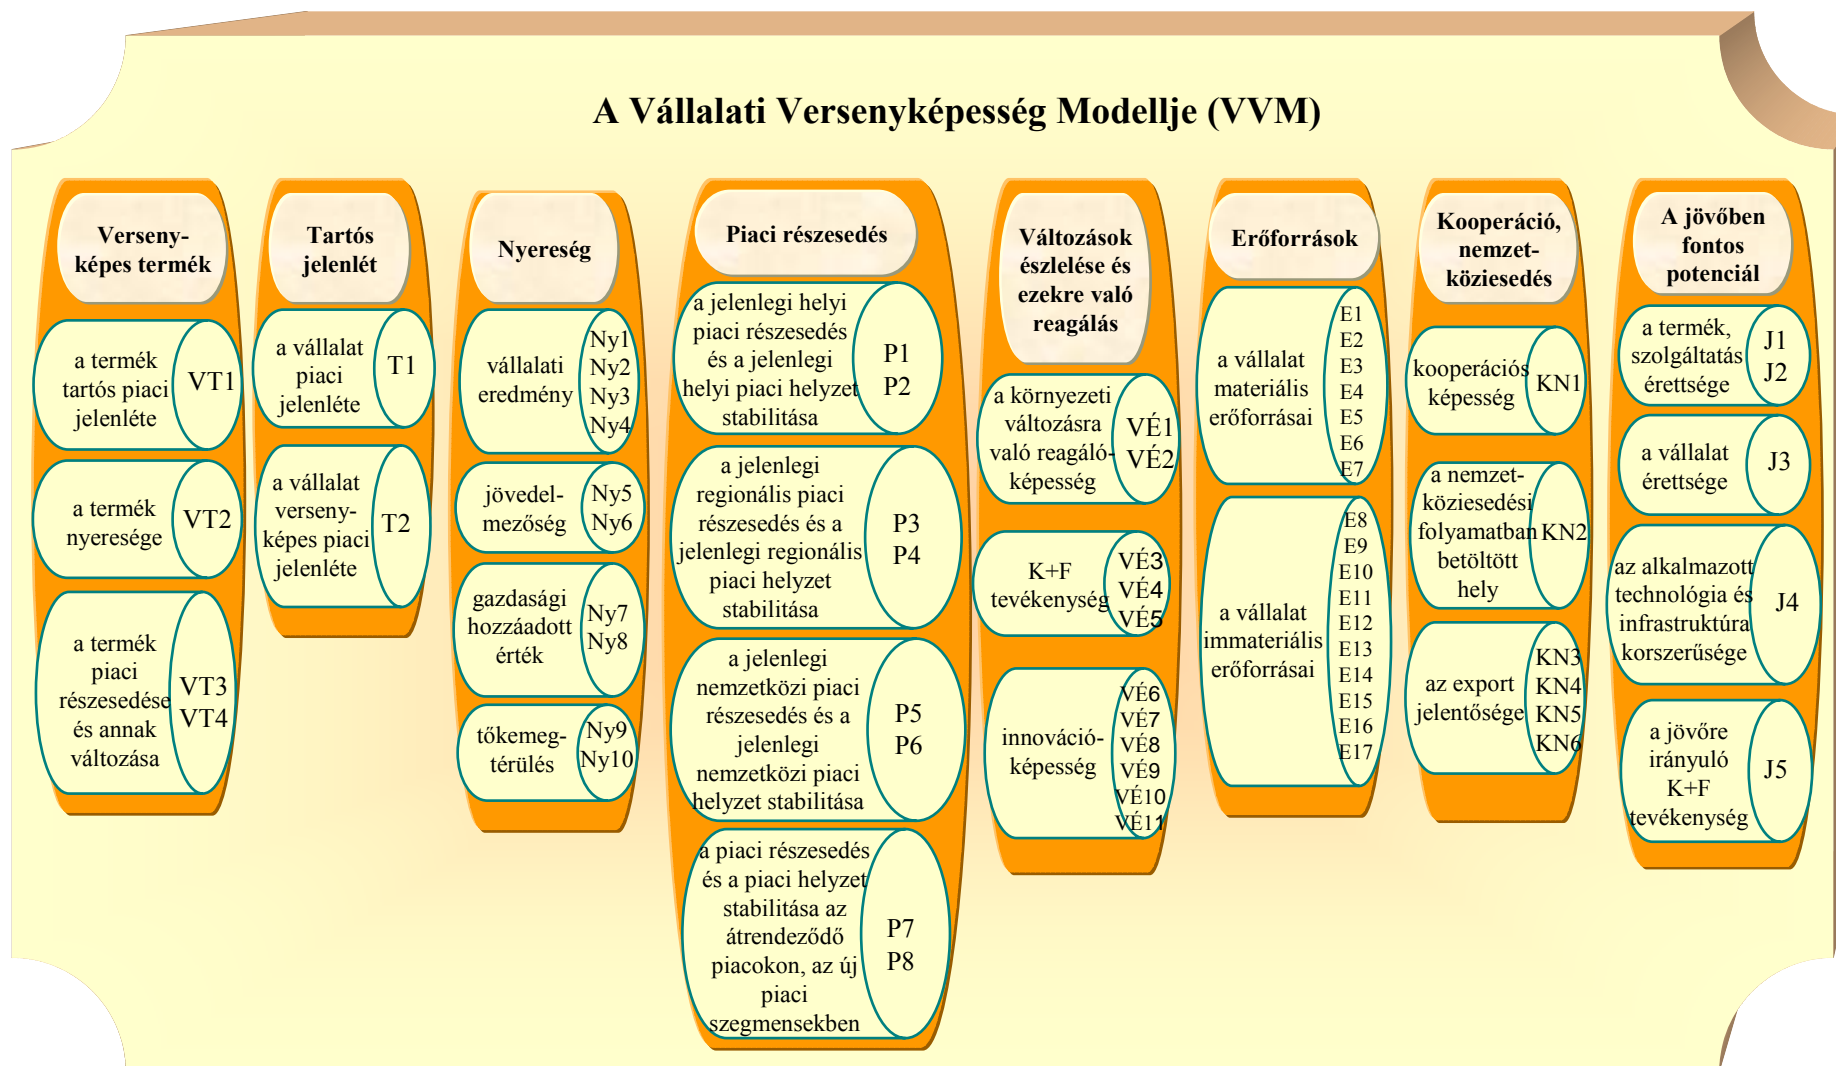 A Vállalati Versenyképesség Modellje (VVM)
Verseny-
képes termék
a termék
tartós piaci
jelenléte
VT1
a termék
nyeresége
VT2
a termék
piaci
részesedése
és annak
változása
VT3
VT4
Tartós
jelenlét
a vállalat
piaci
jelenléte
T1
a vállalat
verseny-
képes piaci
jelenléte
T2
Nyereség
vállalati
eredmény
Ny1
Ny2
Ny3
Ny4
jövedel-
mezőség
Ny5
Ny6
gazdasági
hozzáadott
érték
Ny7
Ny8
tőkemeg-
térülés
Ny9
Ny10
Piaci részesedés
a jelenlegi helyi
piaci részesedés
és a jelenlegi
helyi piaci helyzet
stabilitása
P1
P2
a jelenlegi
regionális piaci
részesedés és a
jelenlegi regionális
piaci helyzet
stabilitása
P3
P4
a jelenlegi
nemzetközi piaci
részesedés és a
jelenlegi
nemzetközi piaci
helyzet stabilitása
P5
P6
a piaci részesedés
és a piaci helyzet
stabilitása az
átrendeződő
piacokon, az új
piaci
szegmensekben
P7
P8
Változások
észlelése és
ezekre való
reagálás
a környezeti
változásra
való reagáló-
képesség
VÉ1
VÉ2
K+F
tevékenység
VÉ3
VÉ4
VÉ5
innováció-
képesség
VÉ6
VÉ7
VÉ8
VÉ9
VÉ10
VÉ11
Erőforrások
a vállalat
materiális
erőforrásai
E1
E2
E3
E4
E5
E6
E7
a vállalat
immateriális
erőforrásai
E8
E9
E10
E11
E12
E13
E14
E15
E16
E17
Kooperáció,
nemzet-
köziesedés
kooperációs
képesség
KN1
a nemzet-
köziesedési
folyamatban
betöltött
hely
KN2
az export
jelentősége
KN3
KN4
KN5
KN6
A jövőben
fontos
potenciál
a termék,
szolgáltatás
érettsége
J1
J2
a vállalat
érettsége
J3
az alkalmazott
technológia és
infrastruktúra
korszerűsége
J4
a jövőre
irányuló
K+F
tevékenység
J5